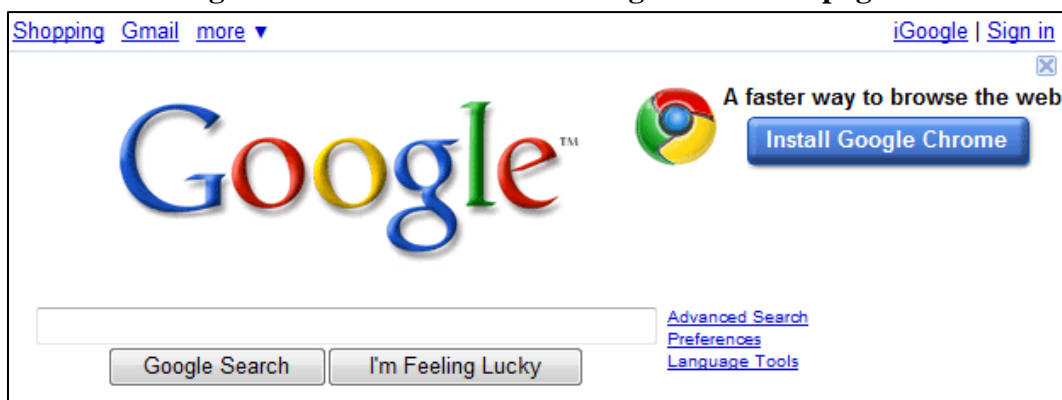 Shopping Gmail more ▼ iGoogle | Sign in
A faster way to browse the web
Install Google Chrome
Google™
Advanced Search
Preferences
Language Tools
Google Search I'm Feeling Lucky